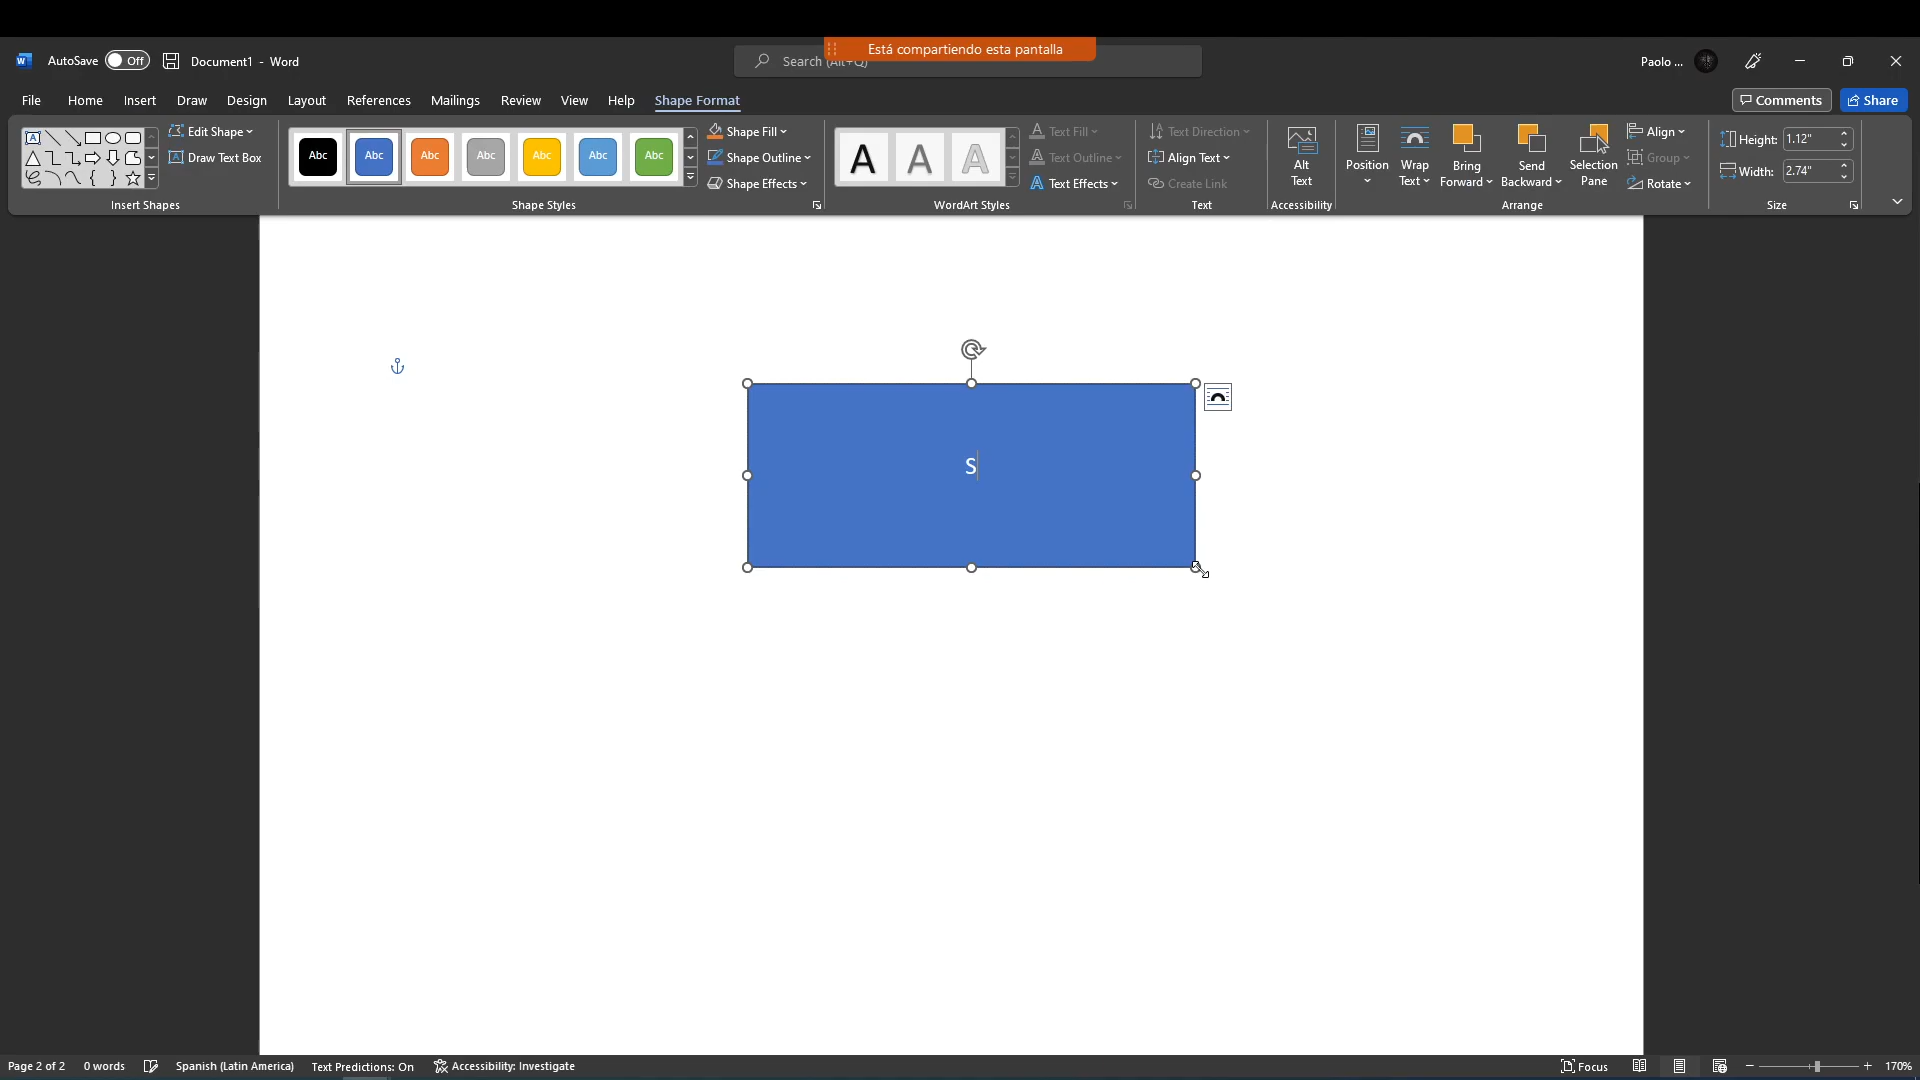 Está compartiendo esta pantalla
AutoSave Off Document1 - Word Search (Alt+Q) Paolo ...
File Home Insert Draw Design Layout References Mailings Review View Help Shape Format Comments Share
Edit Shape
Draw Text Box
Insert Shapes
Abc Abc Abc Abc Abc Abc Abc
Shape Fill
Shape Outline
Shape Effects
Shape Styles
A A A
Text Fill
Text Outline
Text Effects
WordArt Styles
Text Direction
Align Text
Create Link
Text
Alt
Text
Accessibility
Position
Wrap
Text
Bring
Forward
Send
Backward
Selection
Pane
Align
Group
Rotate
Arrange
Height: 1.12"
Width: 2.74"
Size
S
Page 2 of 2 0 words Spanish (Latin America) Text Predictions: On Accessibility: Investigate Focus 170%